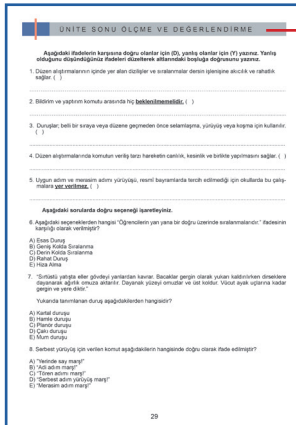 ÜNİTE SONU ÖLÇME VE DEĞERLENDİRME
Aşağıdaki ifadelerin karşısına doğru olanlar için (D), yanlış olanlar için (Y) yazınız. Yanlış
olduğunu düşündüğünüz ifadeleri düzelterek altlarındaki boşluğa doğrusunu yazınız.
1. Düzen alıştırmalarının içinde yer alan dizilişler ve sıralanmalar dersin işlenişine akıcılık ve rahatlık
sağlar. ( )
2. Bildirim ve yaptırım komutu arasında hiç beklenilmemelidir. ( )
3. Duruşlar; belli bir sıraya veya düzene geçmeden önce selamlaşma, yürüyüş veya koşma için kullanılır.
( )
4. Düzen alıştırmalarında komutun veriliş tarzı hareketin canlılık, kesinlik ve birlikte yapılmasını sağlar. ( )
5. Uygun adım ve merasim adımı yürüyüşü, resmî bayramlarda tercih edilmediği için okullarda bu çalış-
malara yer verilmez. ( )
Aşağıdaki sorularda doğru seçeneği işaretleyiniz.
6. Aşağıdaki seçeneklerden hangisi "Öğrencilerin yan yana bir doğru üzerinde sıralanmalarıdır." ifadesinin
karşılığı olarak verilmiştir?
A) Esas Duruş
B) Geniş Kolda Sıralanma
C) Derin Kolda Sıralanma
D) Rahat Duruş
E) Hiza Alma
7. "Sırtüstü yatışta eller gövdeyi yanlardan kavrar. Bacaklar gergin olarak yukarı kaldırılırken dirseklere
dayanarak ağırlık omuza aktarılır. Dayanak yüzeyi omuzlar ve üst koldur. Vücut ayak uçlarına kadar
gergin ve yere diktir."
Yukarıda tanımlanan duruş aşağıdakilerden hangisidir?
A) Kartal duruşu
B) Hamle duruşu
C) Planör duruşu
D) Çakı duruşu
E) Mum duruşu
8. Serbest yürüyüş için verilen komut aşağıdakilerin hangisinde doğru olarak ifade edilmiştir?
A) "Yerinde say marş!"
B) "Adi adım marş!"
C) "Tören adımı marş!"
D) "Serbest adım yürüyüş marş!"
E) "Merasim adımı marş!"
29